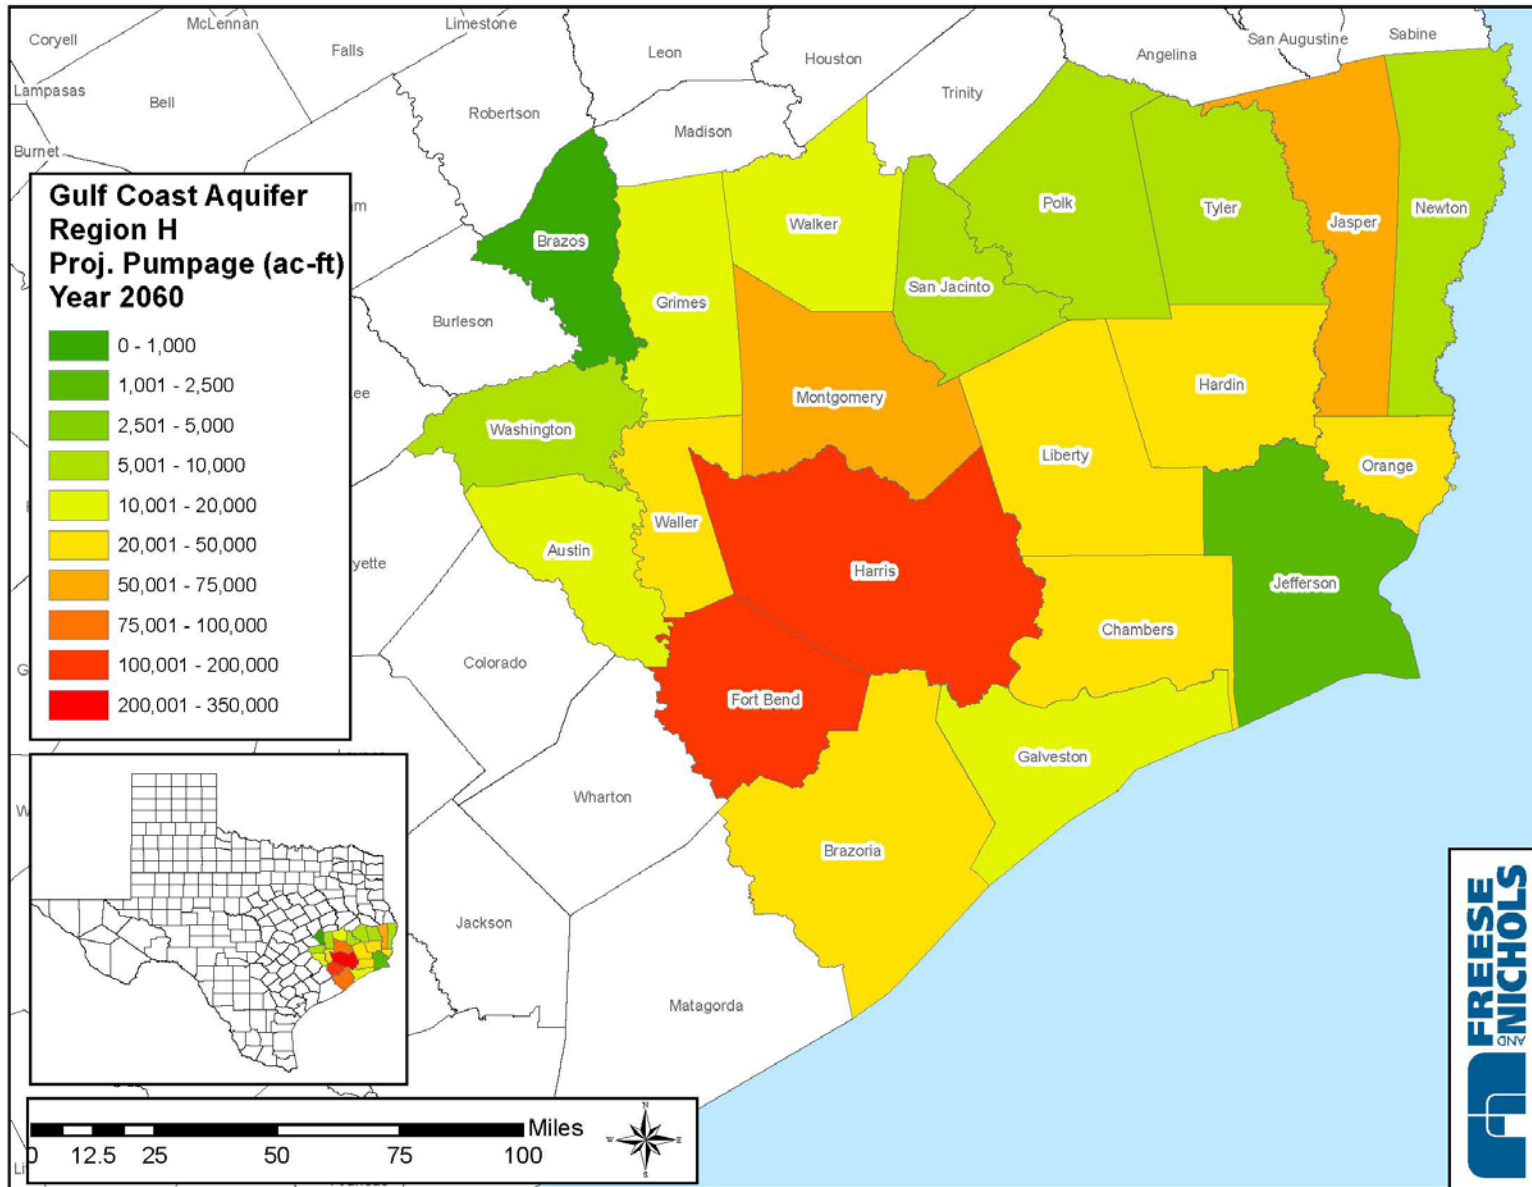 Coryell
McLennan
Limestone
Falls
Leon
Houston
Angelina
San Augustine
Sabine
Lampasas
Bell
Robertson
Trinity
Madison
Burnet
Gulf Coast Aquifer
Region H
Proj. Pumpage (ac-ft)
Year 2060
0 - 1,000
1,001 - 2,500
2,501 - 5,000
5,001 - 10,000
10,001 - 20,000
20,001 - 50,000
50,001 - 75,000
75,001 - 100,000
100,001 - 200,000
200,001 - 350,000
am
ee
yette
Brazos
Walker
Polk
Tyler
Jasper
Newton
Grimes
San Jacinto
Burleson
Montgomery
Hardin
Washington
Liberty
Orange
Waller
Austin
Harris
Jefferson
Chambers
Colorado
Fort Bend
Galveston
Wharton
Brazoria
Jackson
Matagorda
Miles
0 12.5 25 50 75 100
N
W
E
S
FREESE
AND NICHOLS